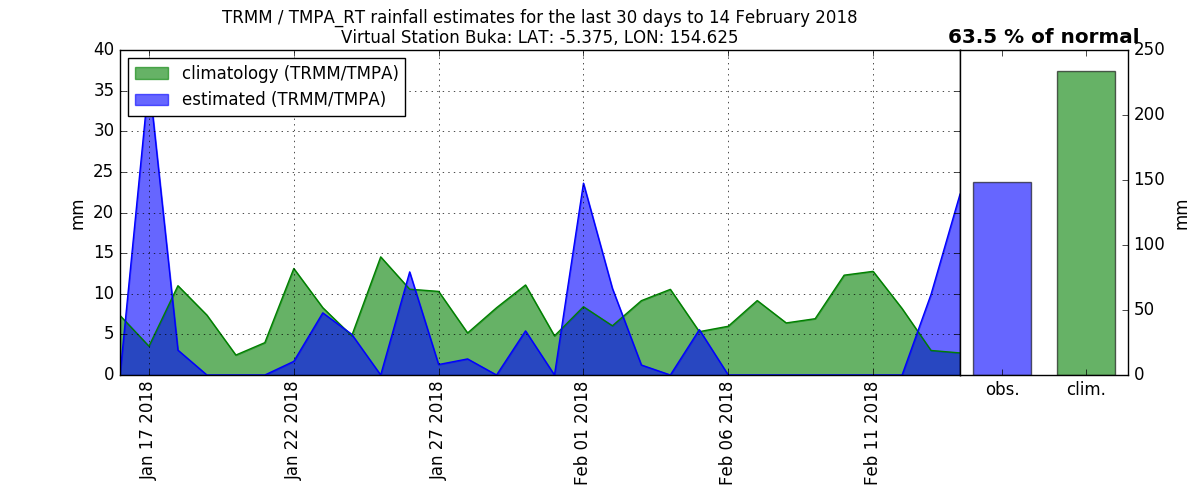 TRMM / TMPA_RT rainfall estimates for the last 30 days to 14 February 2018
Virtual Station Buka: LAT: -5.375, LON: 154.625
63.5 % of normal
climatology (TRMM/TMPA)
estimated (TRMM/TMPA)
mm
40
35
30
25
20
15
10
5
0
Jan 17 2018
Jan 22 2018
Jan 27 2018
Feb 01 2018
Feb 06 2018
Feb 11 2018
obs.
clim.
250
200
150
100
50
0
mm